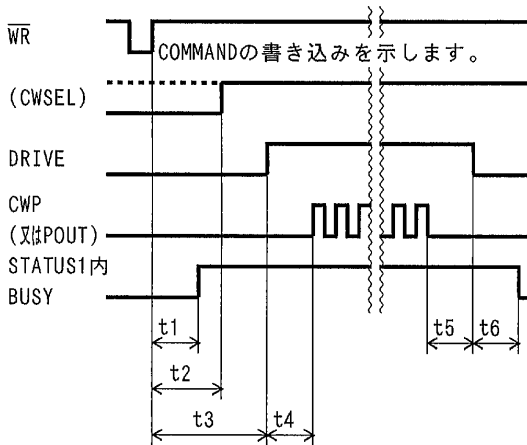 WR
COMMANDの書き込みを示します。
(CWSEL)
DRIVE
CWP
(又はPOUT)
STATUS1内
BUSY
t1
t5
t6
t2
t3
t4